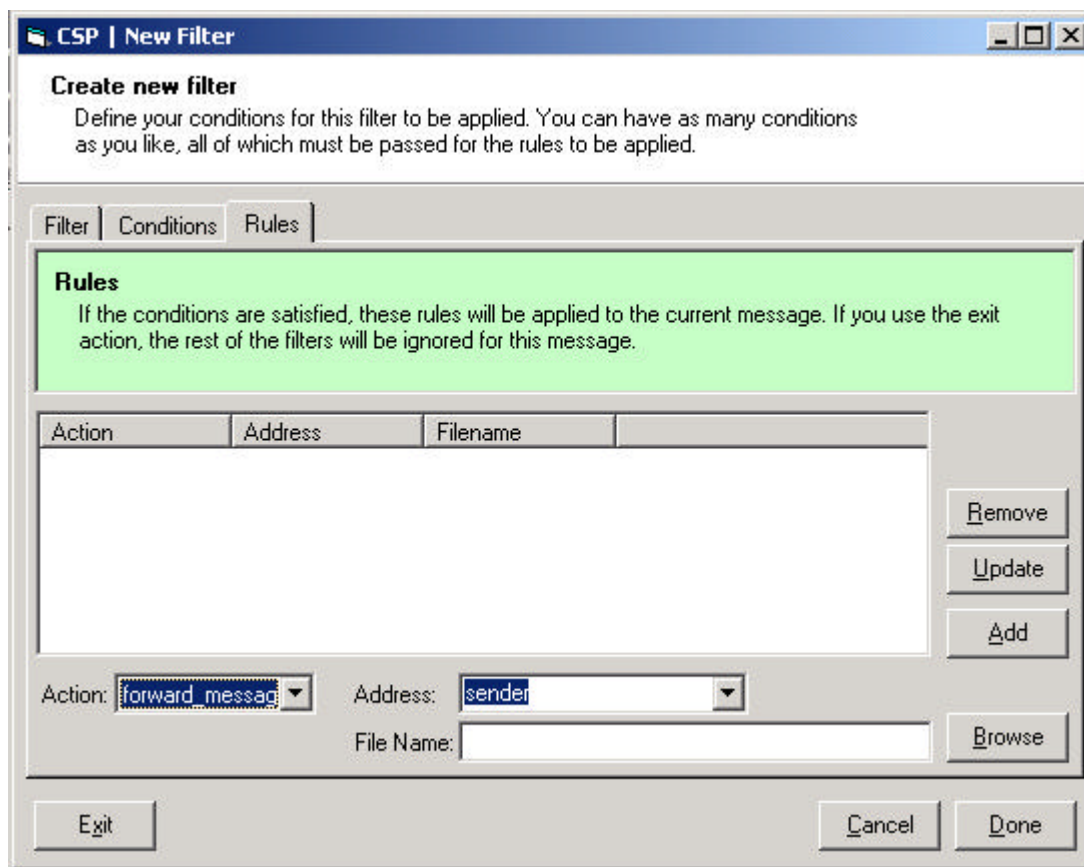 CSP | New Filter
Create new filter
Define your conditions for this filter to be applied. You can have as many conditions
as you like, all of which must be passed for the rules to be applied.
Filter Conditions Rules
Rules
If the conditions are satisfied, these rules will be applied to the current message. If you use the exit
action, the rest of the filters will be ignored for this message.
Action Address Filename
Remove
Update
Add
Action: forward_messag Address: sender
File Name: Browse
Exit Cancel Done